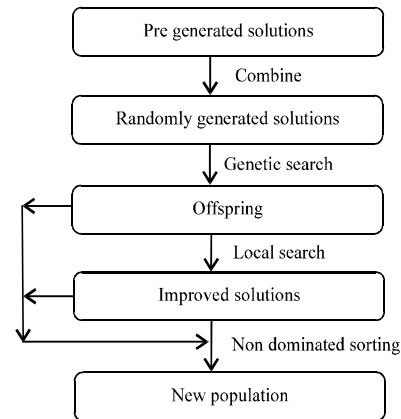 Pre generated solutions
Combine
Randomly generated solutions
Genetic search
Offspring
Local search
Improved solutions
Non dominated sorting
New population